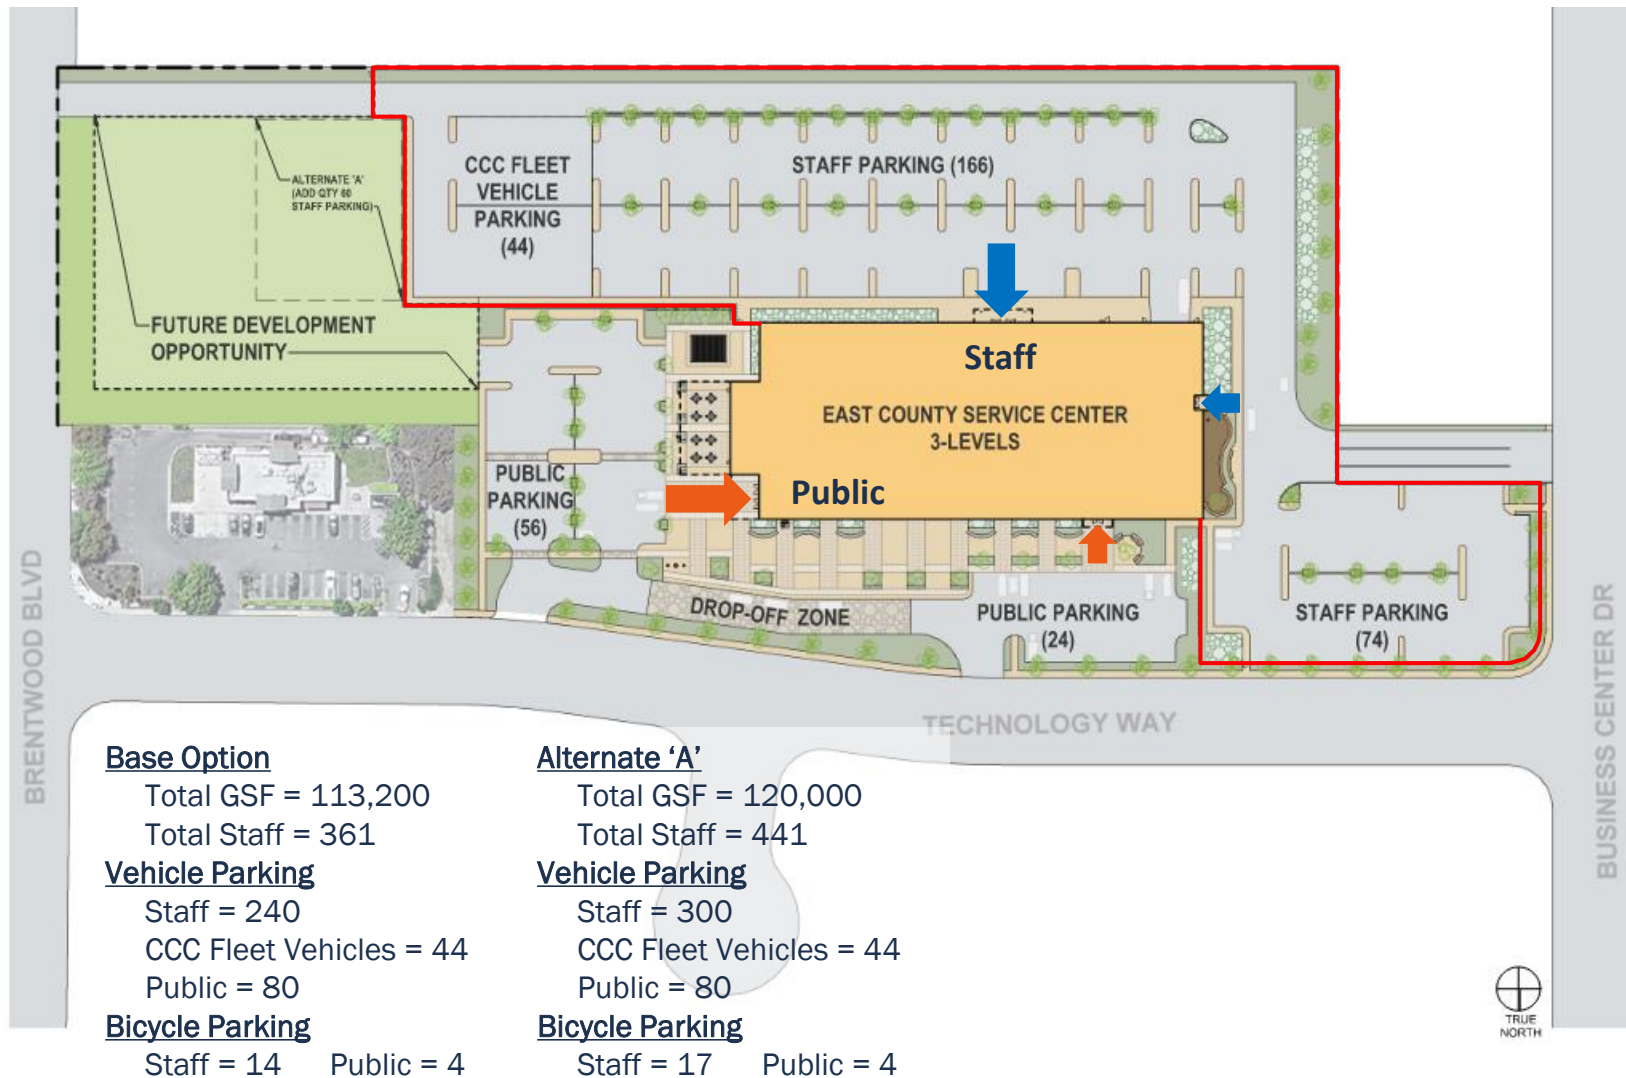 CCC FLEET
VEHICLE
PARKING
(44)
STAFF PARKING (166)
ALTERNATE 'A'
(ADD QTY 60
STAFF PARKING)
FUTURE DEVELOPMENT
OPPORTUNITY
Staff
EAST COUNTY SERVICE CENTER
3-LEVELS
Public
PUBLIC
PARKING
(56)
DROP-OFF ZONE
PUBLIC PARKING
(24)
STAFF PARKING
(74)
BRENTWOOD BLVD
TECHNOLOGY WAY
BUSINESS CENTER DR
Base Option
Total GSF = 113,200
Total Staff = 361
Vehicle Parking
Staff = 240
CCC Fleet Vehicles = 44
Public = 80
Bicycle Parking
Staff = 14 Public = 4
Alternate ‘A’
Total GSF = 120,000
Total Staff = 441
Vehicle Parking
Staff = 300
CCC Fleet Vehicles = 44
Public = 80
Bicycle Parking
Staff = 17 Public = 4
TRUE
NORTH